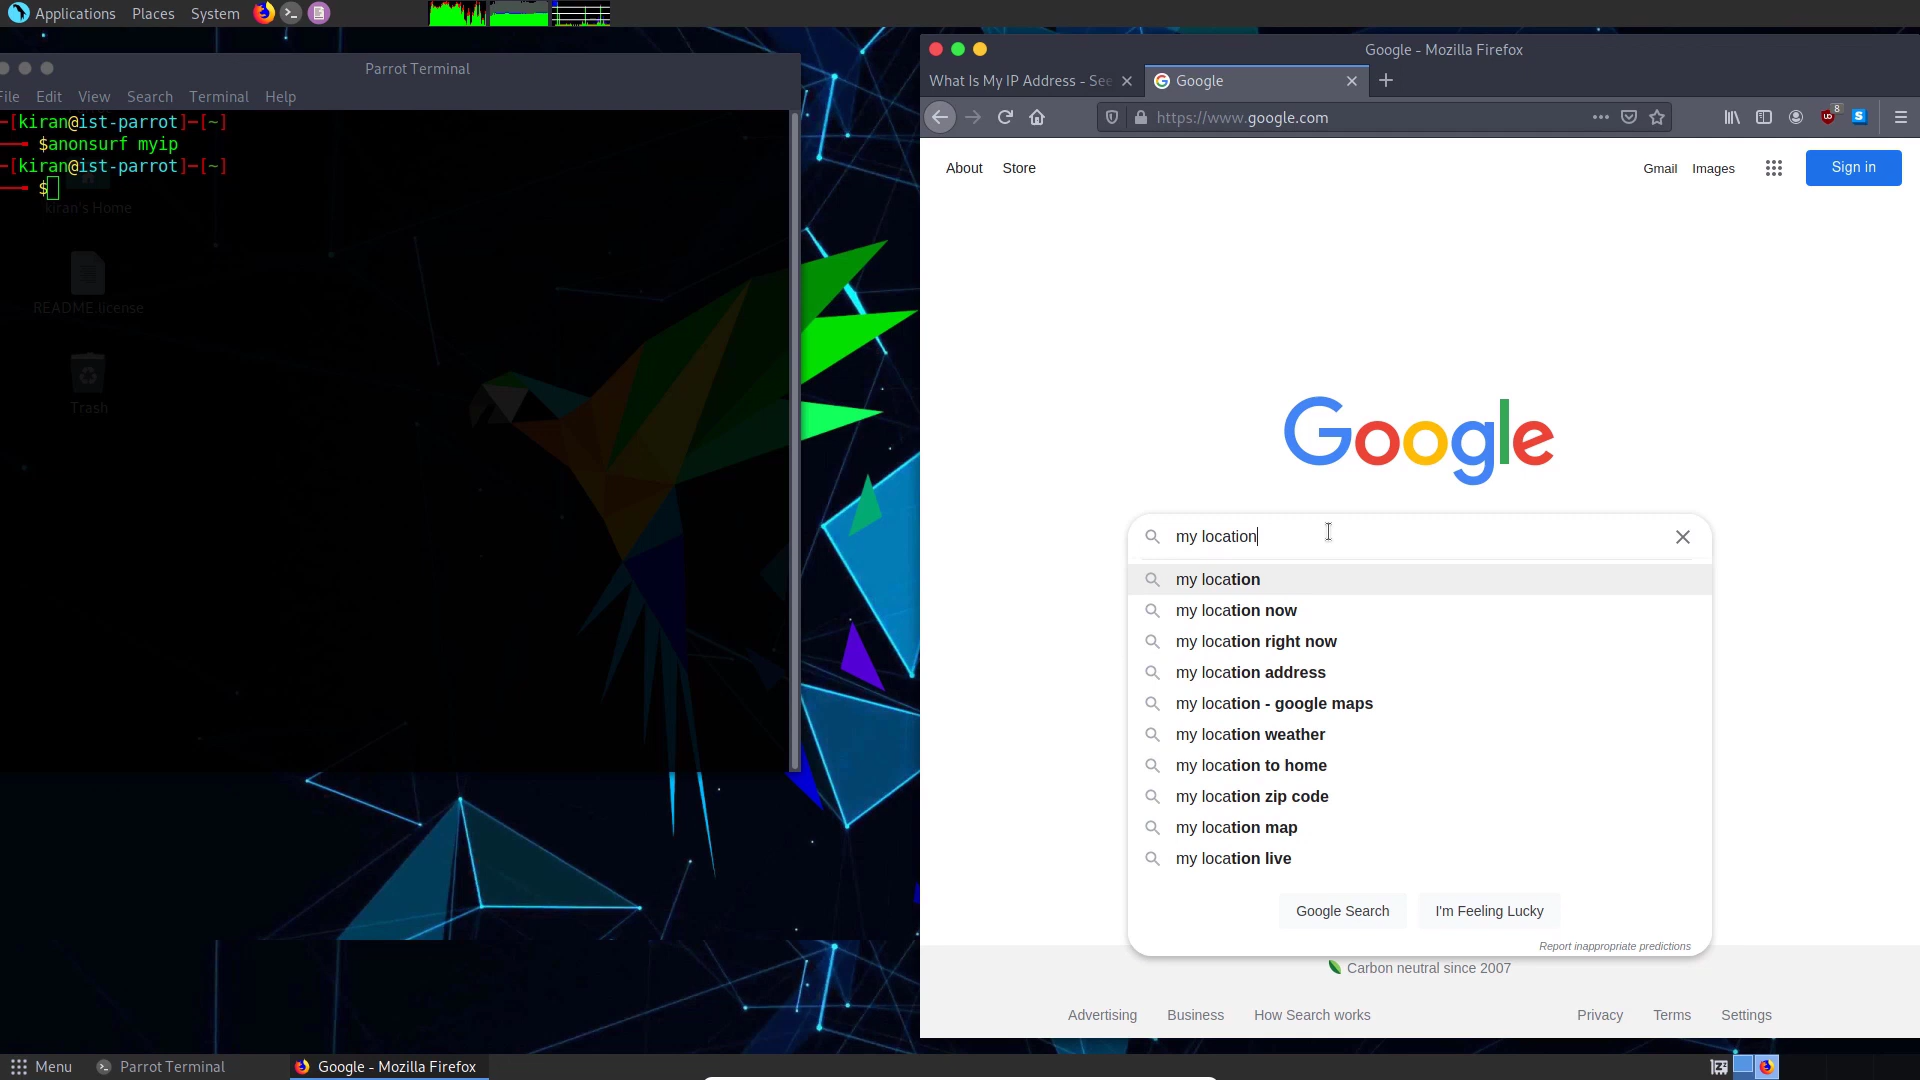 Applications Places System
Parrot Terminal
File Edit View Search Terminal Help
-[kiran@ist-parrot]-[~]
$anonsurf myip
-[kiran@ist-parrot]-[~]
$
kiran's Home
README.license
Trash
Google - Mozilla Firefox
What Is My IP Address - See
Google
https://www.google.com
8
About Store
Gmail Images
Sign in
Google
my location
my location
my location now
my location right now
my location address
my location - google maps
my location weather
my location to home
my location zip code
my location map
my location live
Google Search I'm Feeling Lucky
Report inappropriate predictions
Carbon neutral since 2007
Advertising Business How Search works
Privacy Terms Settings
Menu Parrot Terminal Google - Mozilla Firefox